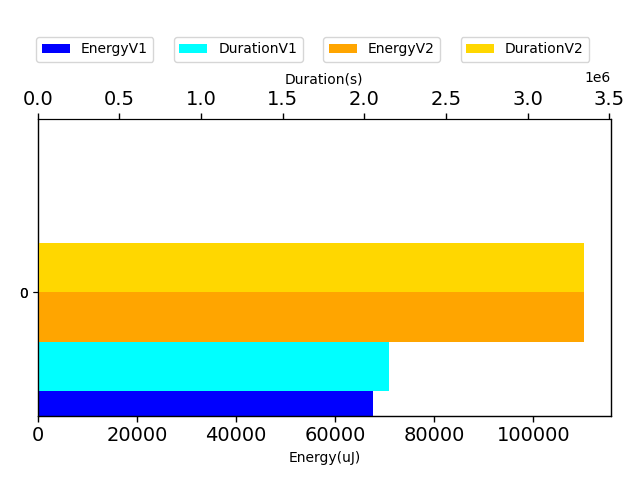 EnergyV1 DurationV1 EnergyV2 DurationV2
Duration(s)
1e6
0.0 0.5 1.0 1.5 2.0 2.5 3.0 3.5
0
0 20000 40000 60000 80000 100000
Energy(uJ)